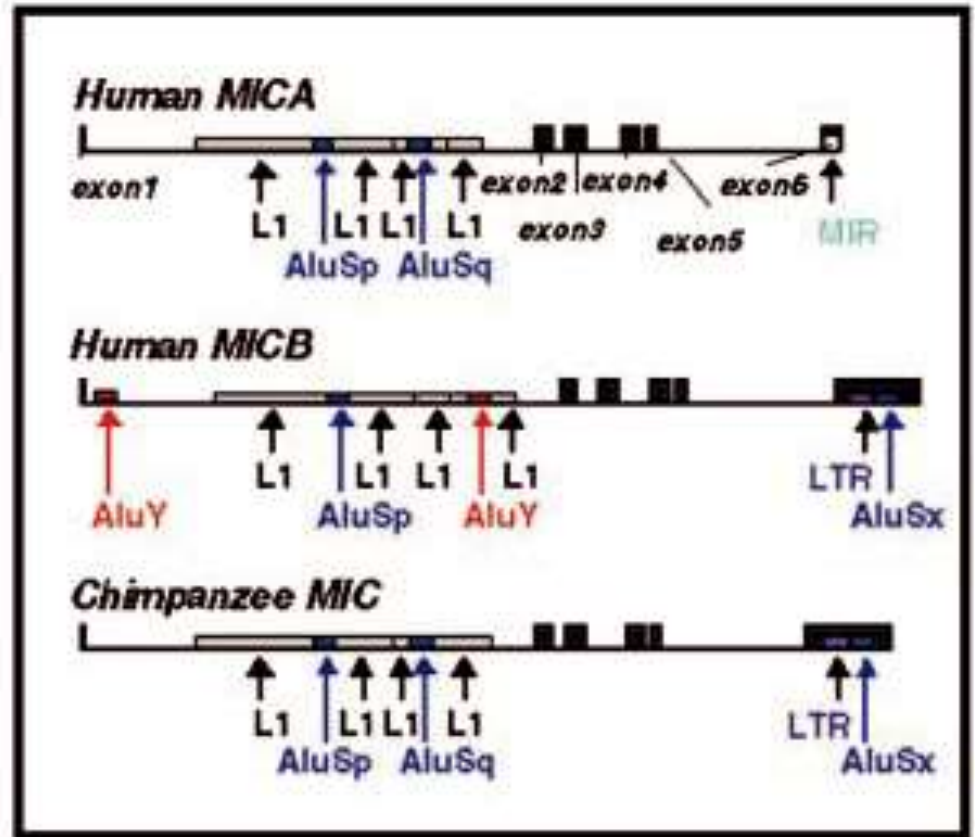 Human MICA
exon1
exon2
exon4
exon6
L1
L1
L1
L1
exon3
exon5
MIR
AluSp
AluSq
Human MICB
L1
L1
L1
L1
LTR
AluY
AluSp
AluY
AluSx
Chimpanzee MIC
L1
L1
L1
L1
LTR
AluSp
AluSq
AluSx